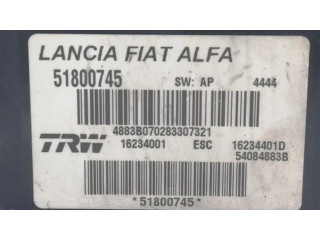 LANCIA FIAT ALFA
51800745 SW: AP 4444
4883B070283307321
TRW 16234001 ESC 16234401D
54084883B
*51800745*